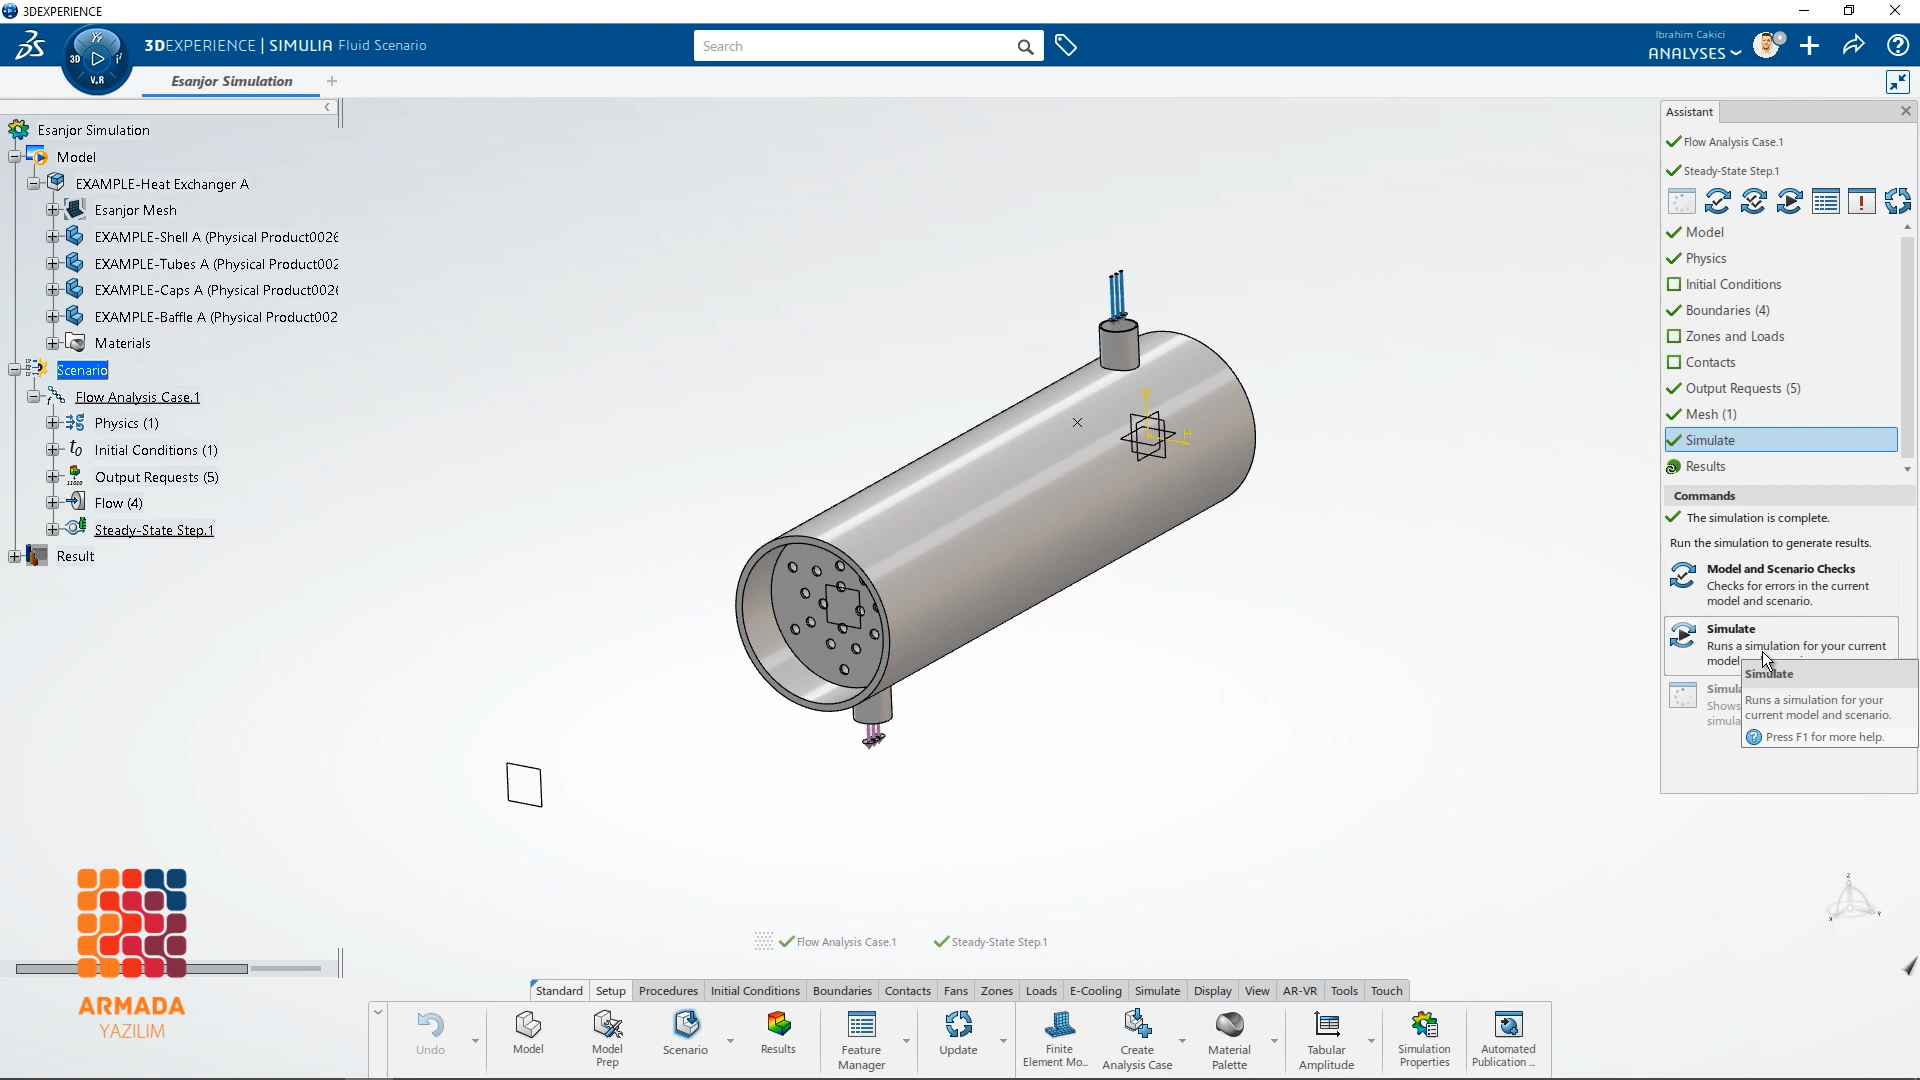 3DEXPERIENCE
3DEXPERIENCE | SIMULIA Fluid Scenario
Search
Ibrahim Cakici
ANALYSES
3D
V.R
Esanjor Simulation
Esanjor Simulation
Model
EXAMPLE-Heat Exchanger A
Esanjor Mesh
EXAMPLE-Shell A (Physical Product0026
EXAMPLE-Tubes A (Physical Product002
EXAMPLE-Caps A (Physical Product0026
EXAMPLE-Baffle A (Physical Product002
Materials
Scenario
Flow Analysis Case.1
Physics (1)
Initial Conditions (1)
Output Requests (5)
Flow (4)
Steady-State Step.1
Result
Assistant
Flow Analysis Case.1
Steady-State Step.1
Model
Physics
Initial Conditions
Boundaries (4)
Zones and Loads
Contacts
Output Requests (5)
Mesh (1)
Simulate
Results
Commands
The simulation is complete.
Run the simulation to generate results.
Model and Scenario Checks
Checks for errors in the current
model and scenario.
Simulate
Runs a simulation for your current
model
Simula
Shows
simula
Simulate
Runs a simulation for your
current model and scenario.
Press F1 for more help.
V
H
Z
X
Y
ARMADA
YAZILIM
Flow Analysis Case.1
Steady-State Step.1
Standard
Setup
Procedures
Initial Conditions
Boundaries
Contacts
Fans
Zones
Loads
E-Cooling
Simulate
Display
View
AR-VR
Tools
Touch
Undo
Model
Model
Prep
Scenario
Results
Feature
Manager
Update
Finite
Element Mo...
Create
Analysis Case
Material
Palette
Tabular
Amplitude
Simulation
Properties
Automated
Publication ...